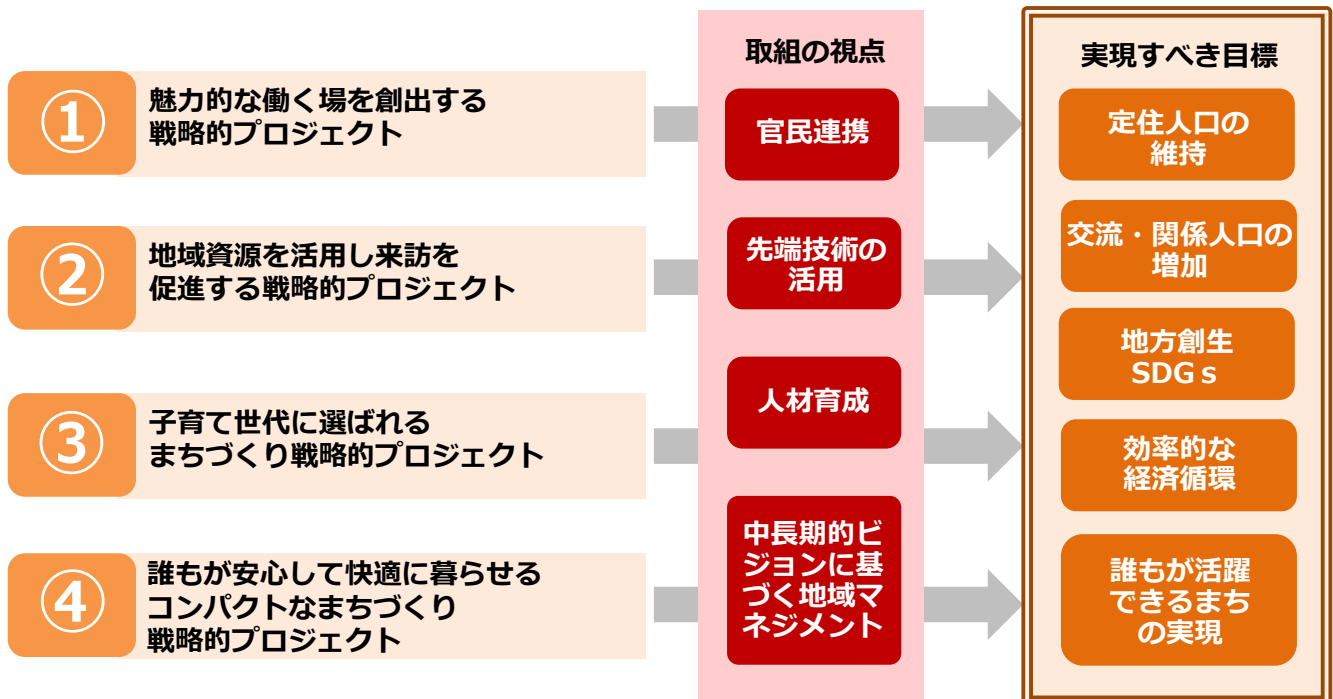 ①
魅力的な働く場を創出する
戦略的プロジェクト
②
地域資源を活用し来訪を
促進する戦略的プロジェクト
③
子育て世代に選ばれる
まちづくり戦略的プロジェクト
④
誰もが安心して快適に暮らせる
コンパクトなまちづくり
戦略的プロジェクト
取組の視点
官民連携
先端技術の
活用
人材育成
中長期的ビ
ジョンに基
づく地域マ
ネジメント
実現すべき目標
定住人口の
維持
交流・関係人口の
増加
地方創生
SDGｓ
効率的な
経済循環
誰もが活躍
できるまち
の実現